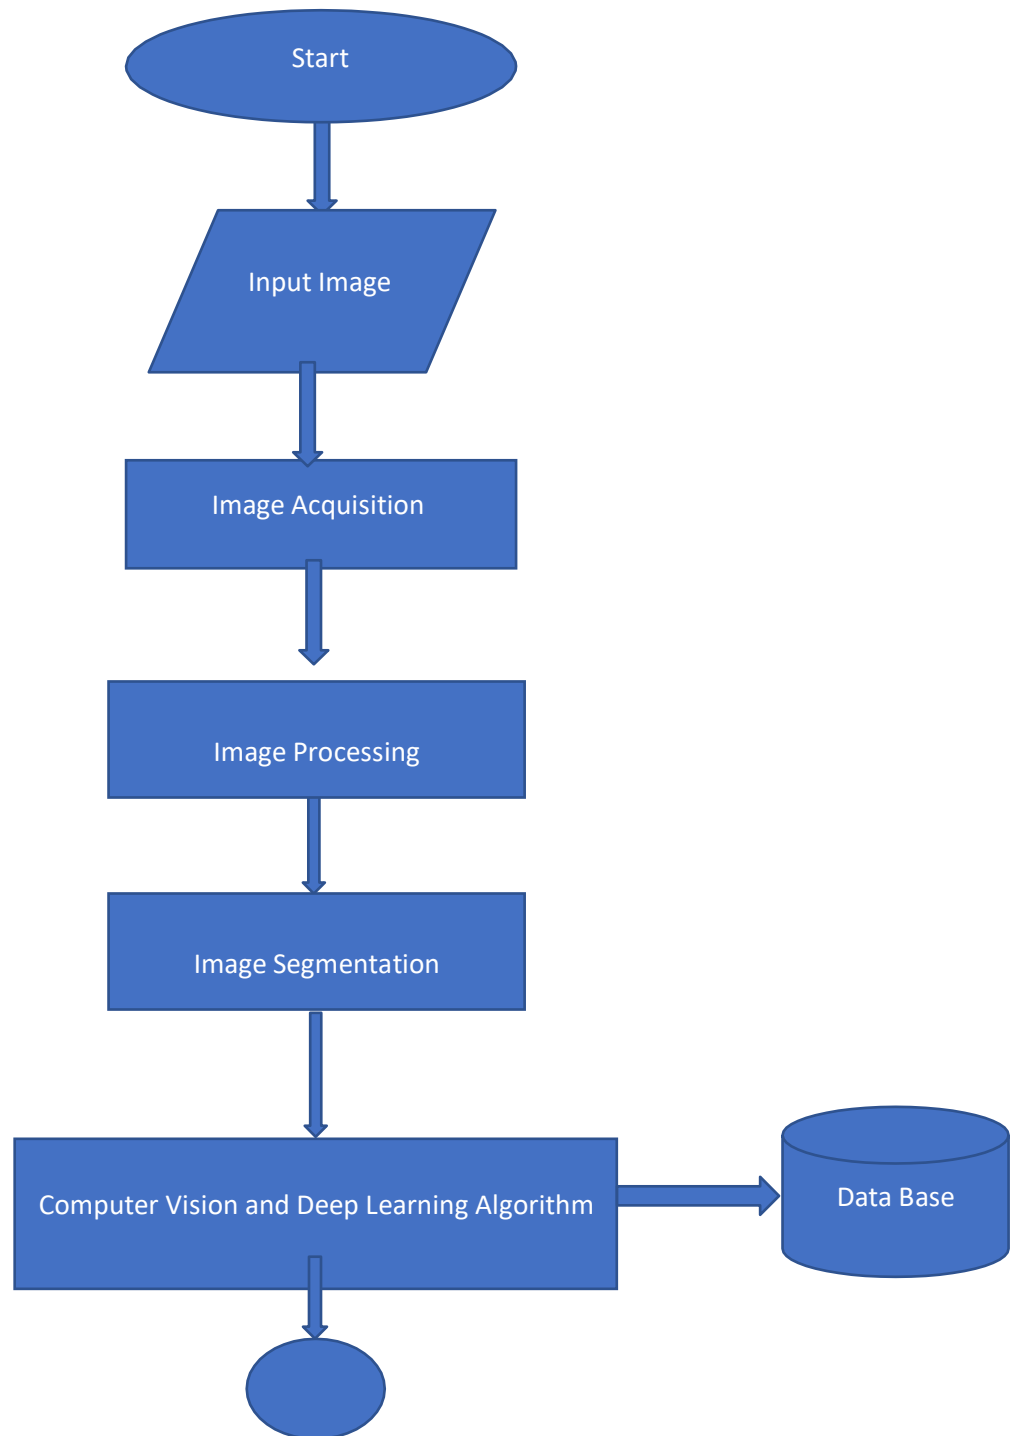 Start
Input Image
Image Acquisition
Image Processing
Image Segmentation
Computer Vision and Deep Learning Algorithm
Data Base